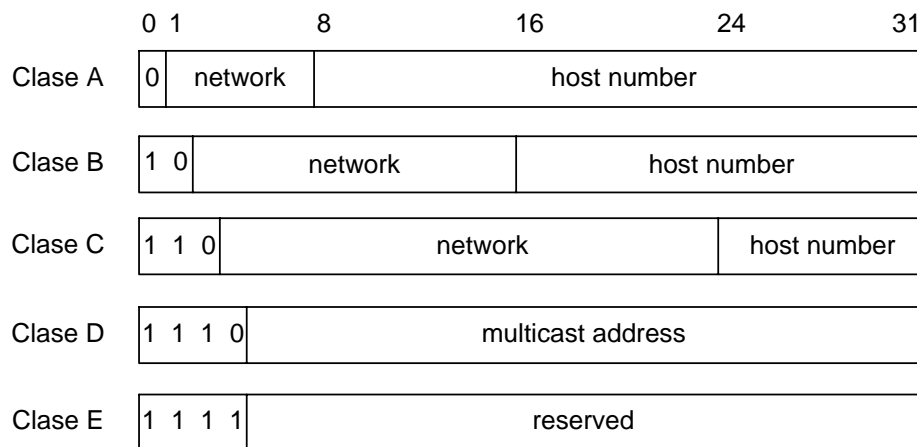 0 1 8 16 24 31
Clase A 0 network host number
Clase B 1 0 network host number
Clase C 1 1 0 network host number
Clase D 1 1 1 0 multicast address
Clase E 1 1 1 1 reserved